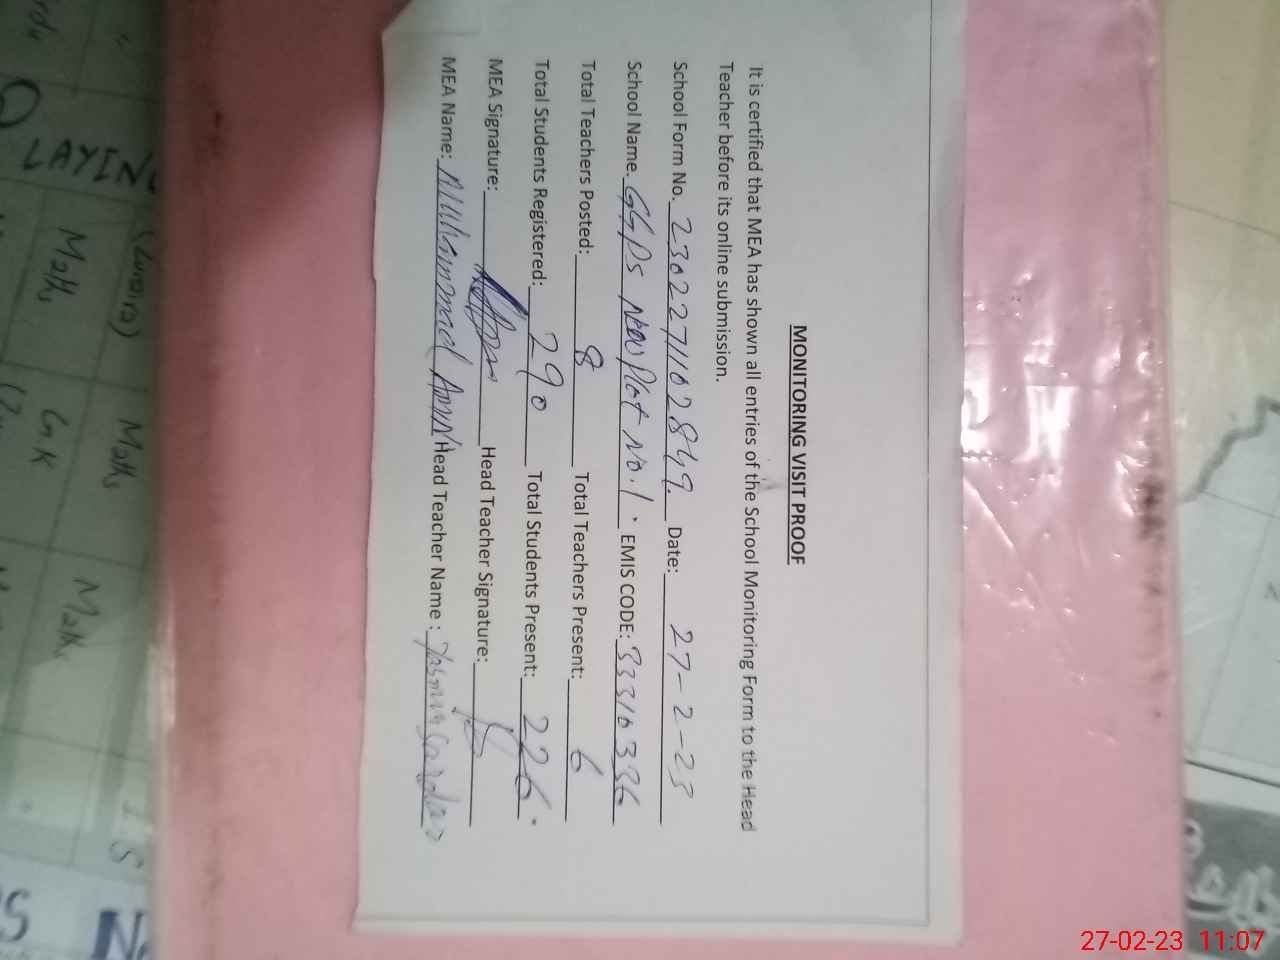 MONITORING VISIT PROOF
It is certified that MEA has shown all entries of the School Monitoring Form to the Head
Teacher before its online submission.
School Form No. 2302271102849. Date: 27-2-23
School Name. GGPS New Plot No.1. EMIS CODE: 33310336
Total Teachers Posted: 8 Total Teachers Present: 6
Total Students Registered: 290 Total Students Present: 226.
MEA Signature: Head Teacher Signature:
MEA Name: Muhammad Head Teacher Name: Yasmin
LAYING
Maths
Maths
G K
Maths
27-02-23 11:07